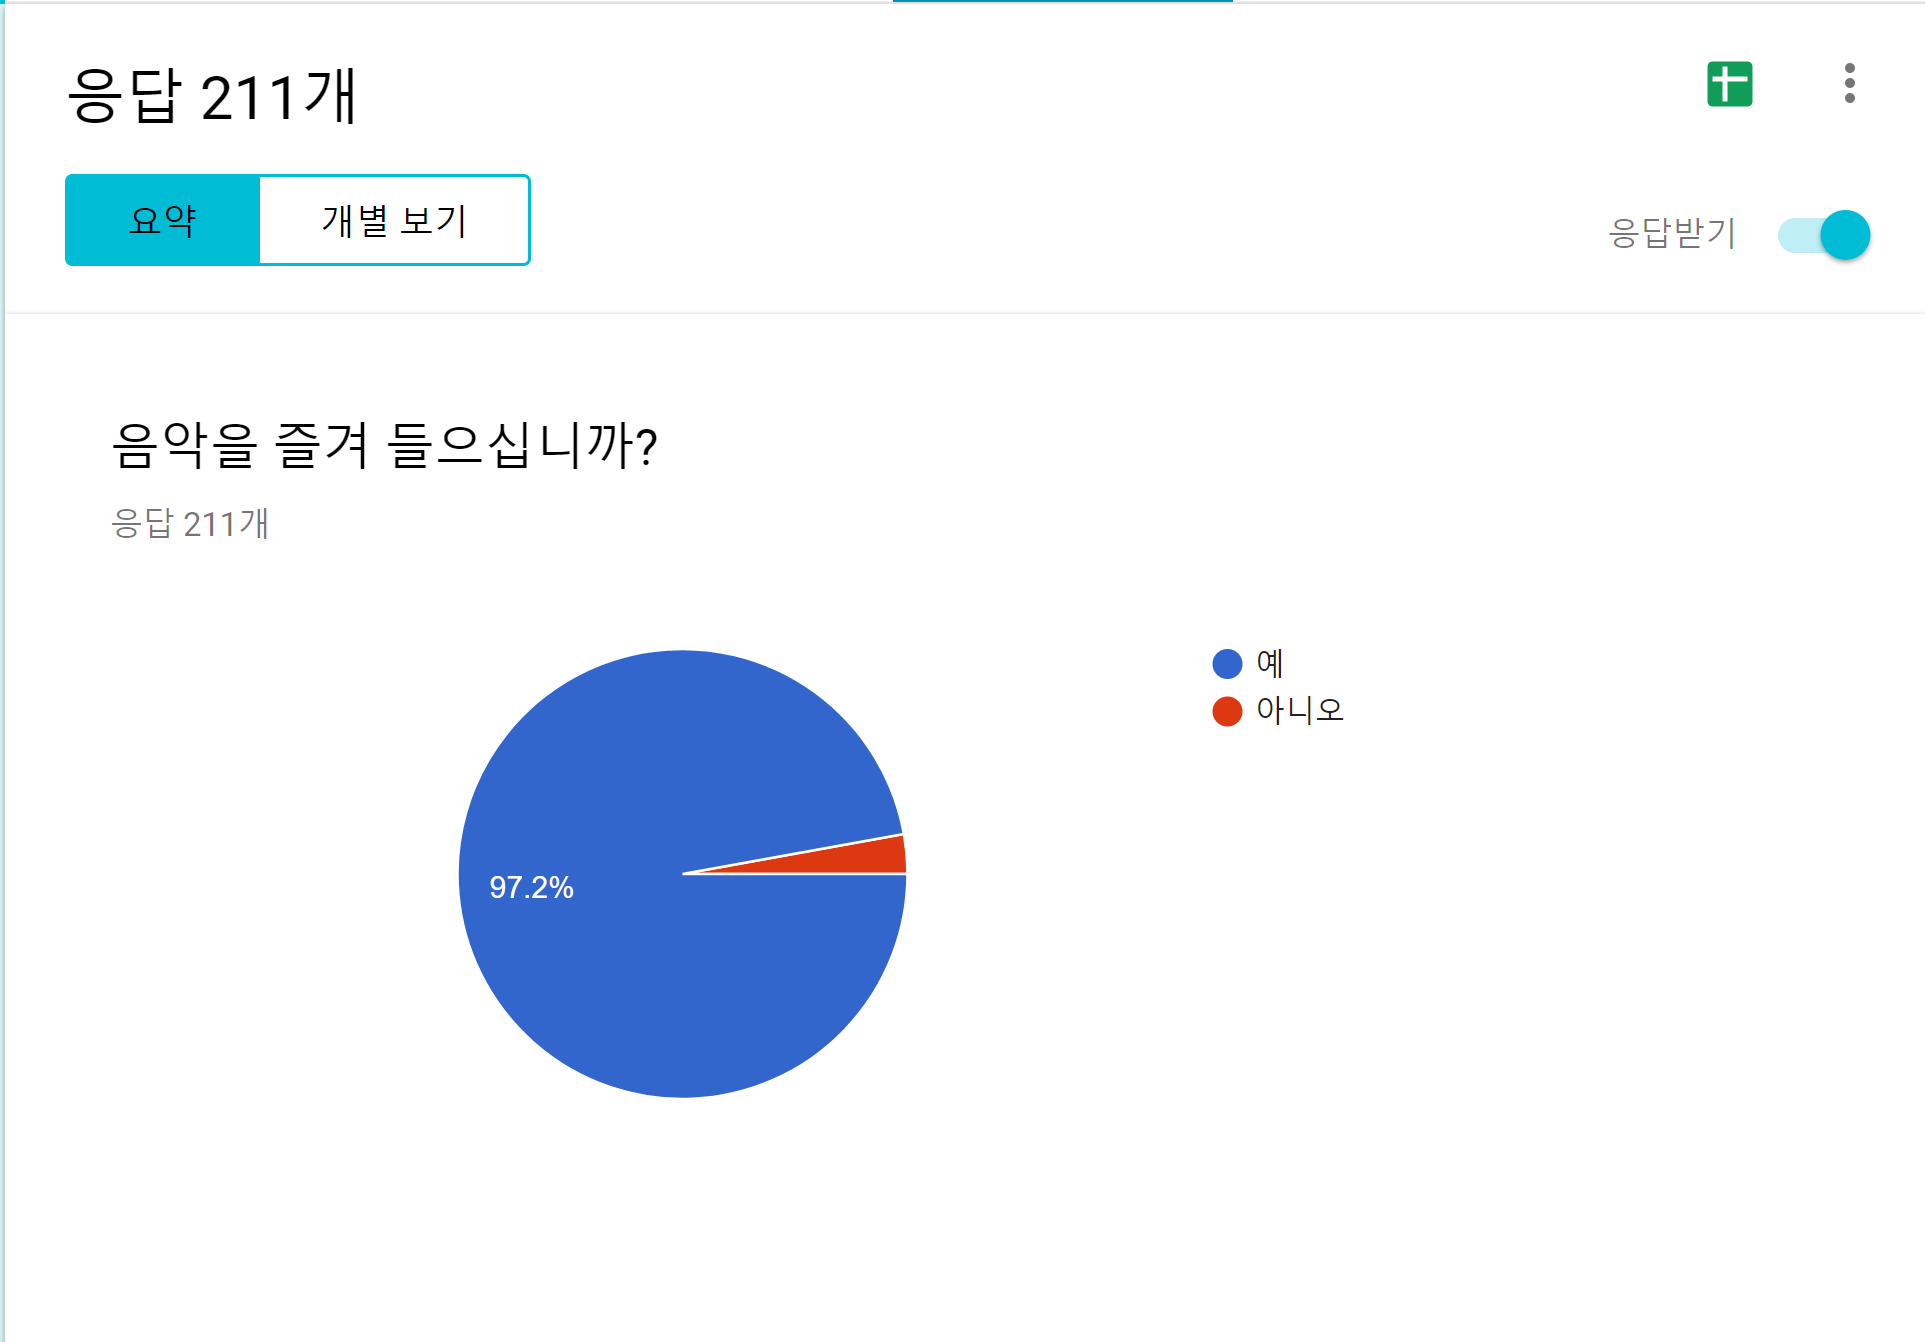 응답 211개
요약 개별 보기
응답받기
음악을 즐겨 들으십니까?
응답 211개
예
아니오
97.2%